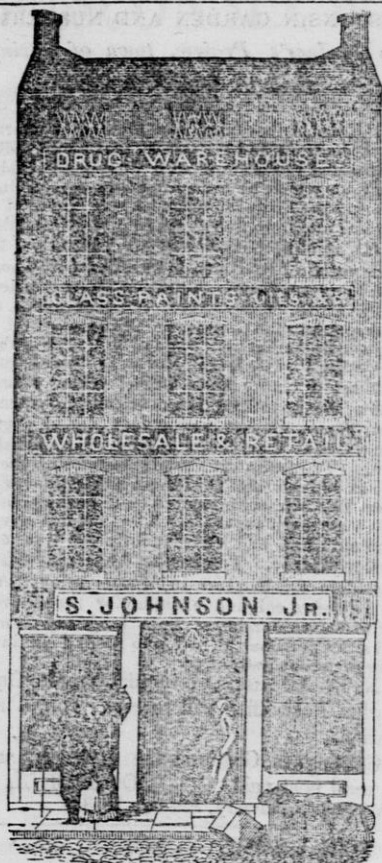 DRUG WAREHOUSE
GLASS PAINTS OILS &C
WHOLESALE & RETAIL
151 S. JOHNSON. JR. 151